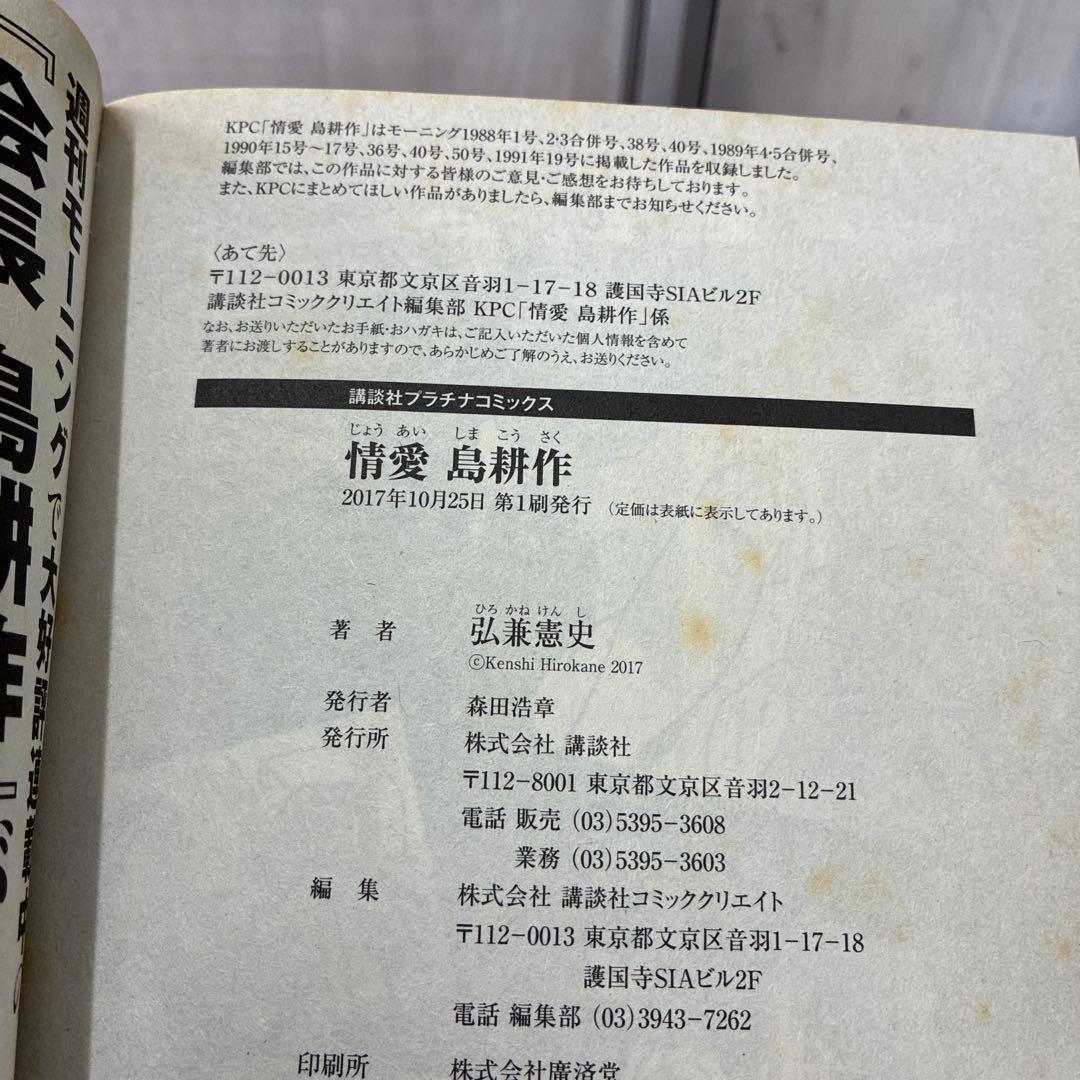 KPC「情愛 島耕作」はモーニング1988年1号、2・3合併号、38号、40号、1989年4・5合併号、
1990年15号〜17号、36号、40号、50号、1991年19号に掲載した作品を収録しました。
編集部では、この作品に対する皆様のご意見・ご感想をお待ちしております。
また、KPCにまとめてほしい作品がありましたら、編集部までお知らせください。
〈あて先〉
〒112-0013 東京都文京区音羽1-17-18 護国寺SIAビル2F
講談社コミッククリエイト編集部 KPC「情愛 島耕作」係
なお、お送りいただいたお手紙・おハガキは、ご記入いただいた個人情報を含めて
著者にお渡しすることがありますので、あらかじめご了解のうえ、お送りください。
講談社プラチナコミックス
じょう あい しま こう さく
情愛 島耕作
2017年10月25日 第1刷発行 (定価は表紙に表示してあります。)
ひろ かね けん し
著者 弘兼憲史
©Kenshi Hirokane 2017
発行者 森田浩章
発行所 株式会社 講談社
〒112-8001 東京都文京区音羽2-12-21
電話 販売 (03)5395-3608
業務 (03)5395-3603
編集 株式会社 講談社コミッククリエイト
〒112-0013 東京都文京区音羽1-17-18
護国寺SIAビル2F
電話 編集部 (03)3943-7262
印刷所 株式会社廣済堂
週刊モーニングで大好評連載中の
『会長 島耕作』